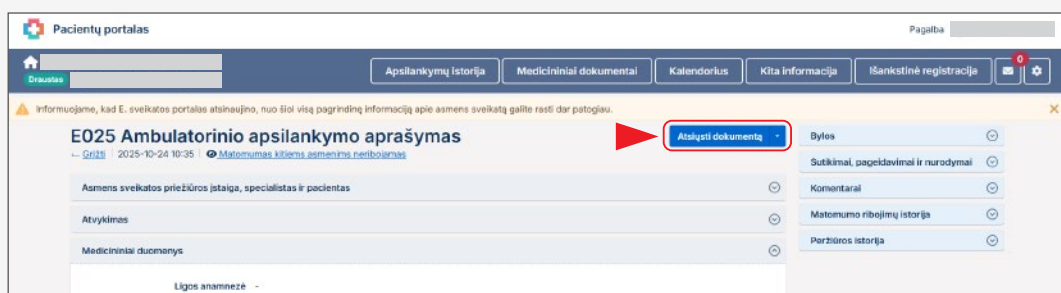 Pacientų portalas
Pagalba
Draustas
Apsilankymų istorija
Medicininiai dokumentai
Kalendorius
Kita informacija
Išankstinė registracija
0
Informuojame, kad E. sveikatos portalas atsinaujino, nuo šiol visą pagrindinę informaciją apie asmens sveikatą galite rasti dar patogiau.
E025 Ambulatorinio apsilankymo aprašymas
Atsiųsti dokumentą
← Grįžti 2025-10-24 10:35 Matomumas kitiems asmenims neribojamas
Asmens sveikatos priežiūros įstaiga, specialistas ir pacientas
Atvykimas
Medicininiai duomenys
Ligos anamnezė -
Bylos
Sutikimai, pageidavimai ir nurodymai
Komentarai
Matomumo ribojimų istorija
Peržiūros istorija